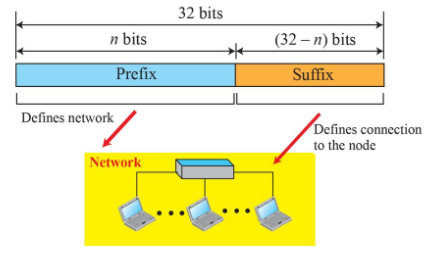 32 bits
n bits
(32 – n) bits
Prefix
Suffix
Defines network
Defines connection
to the node
Network